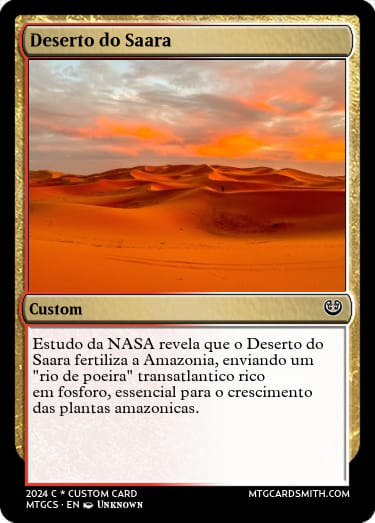 Deserto do Saara
Custom
Estudo da NASA revela que o Deserto do
Saara fertiliza a Amazonia, enviando um
"rio de poeira" transatlantico rico
em fosforo, essencial para o crescimento
das plantas amazonicas.
2024 C * CUSTOM CARD
MTGCARDSMITH.COM
MTGCS · EN Unknown